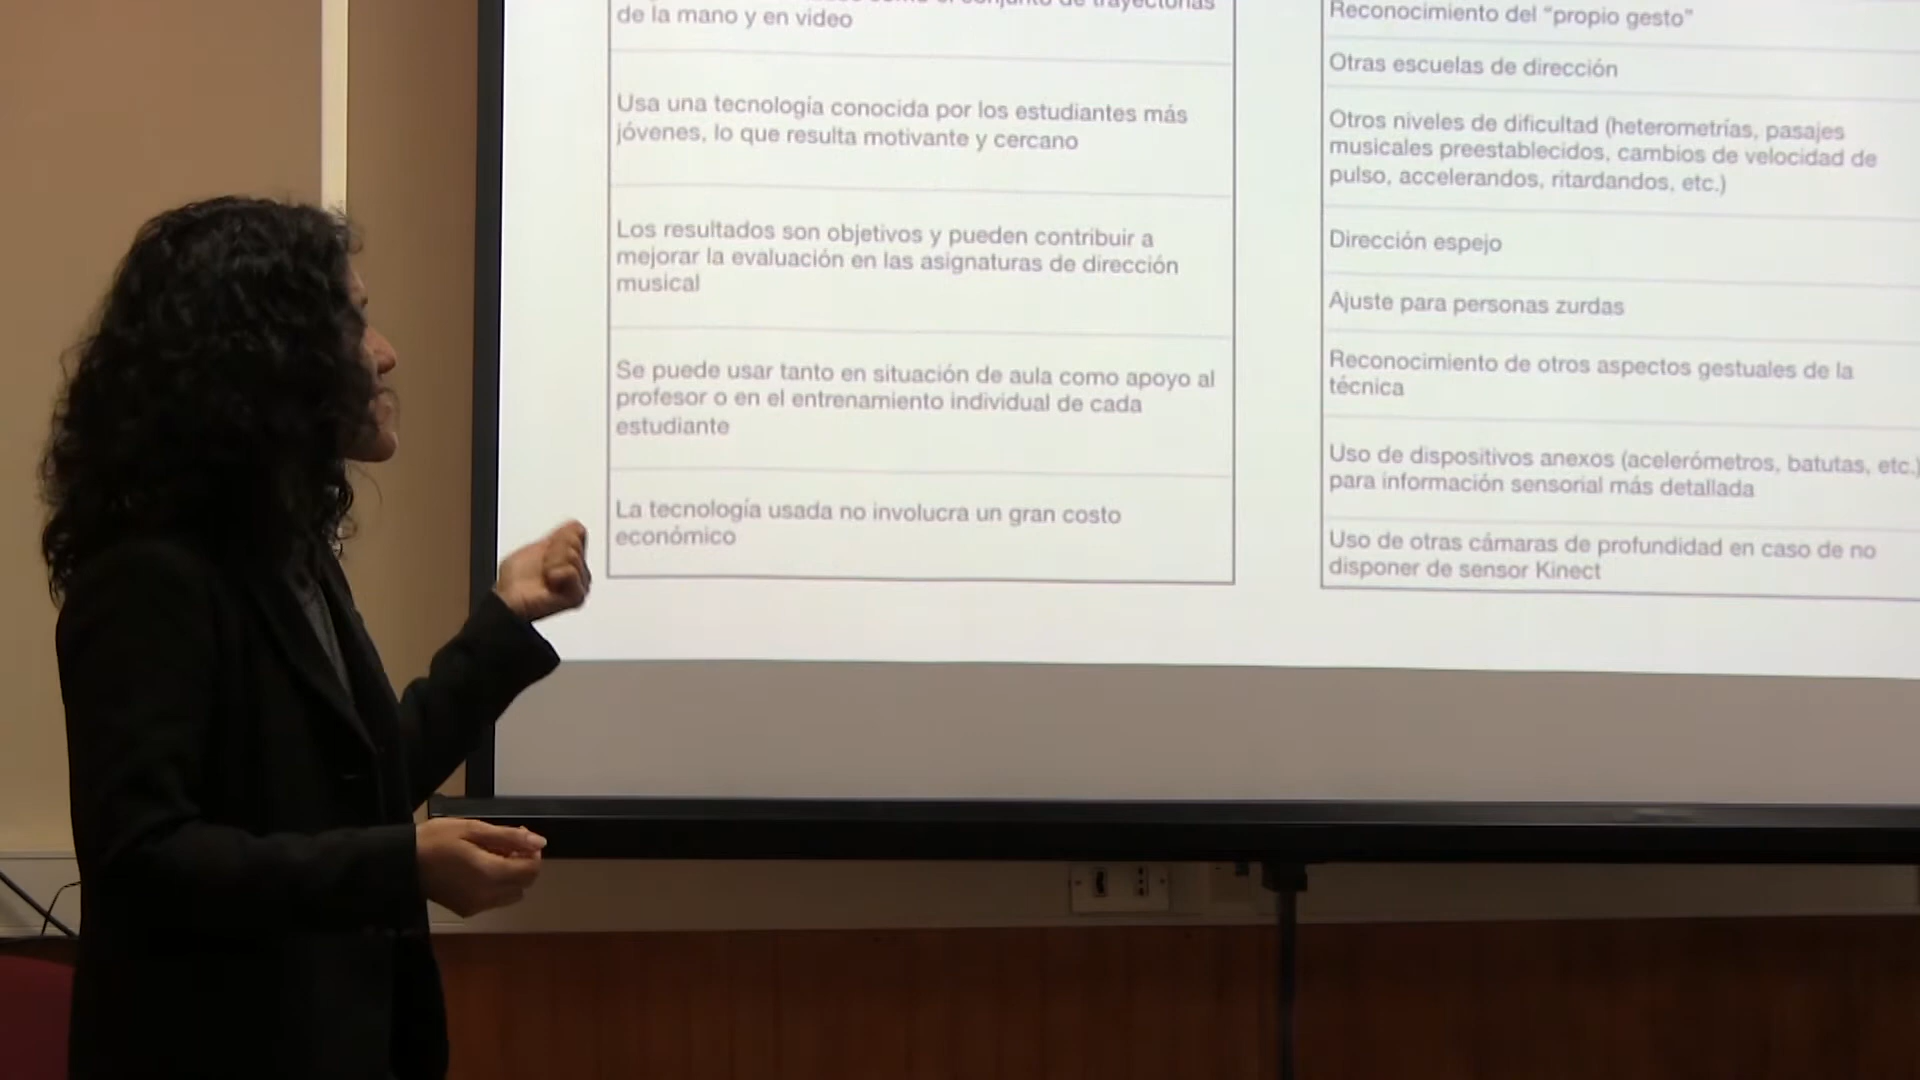 de la mano y en video
Usa una tecnología conocida por los estudiantes más
jóvenes, lo que resulta motivante y cercano
Los resultados son objetivos y pueden contribuir a
mejorar la evaluación en las asignaturas de dirección
musical
Se puede usar tanto en situación de aula como apoyo al
profesor o en el entrenamiento individual de cada
estudiante
La tecnología usada no involucra un gran costo
económico
Reconocimiento del “propio gesto”
Otras escuelas de dirección
Otros niveles de dificultad (heterometrías, pasajes
musicales preestablecidos, cambios de velocidad de
pulso, accelerandos, ritardandos, etc.)
Dirección espejo
Ajuste para personas zurdas
Reconocimiento de otros aspectos gestuales de la
técnica
Uso de dispositivos anexos (acelerómetros, batutas, etc.)
para información sensorial más detallada
Uso de otras cámaras de profundidad en caso de no
disponer de sensor Kinect